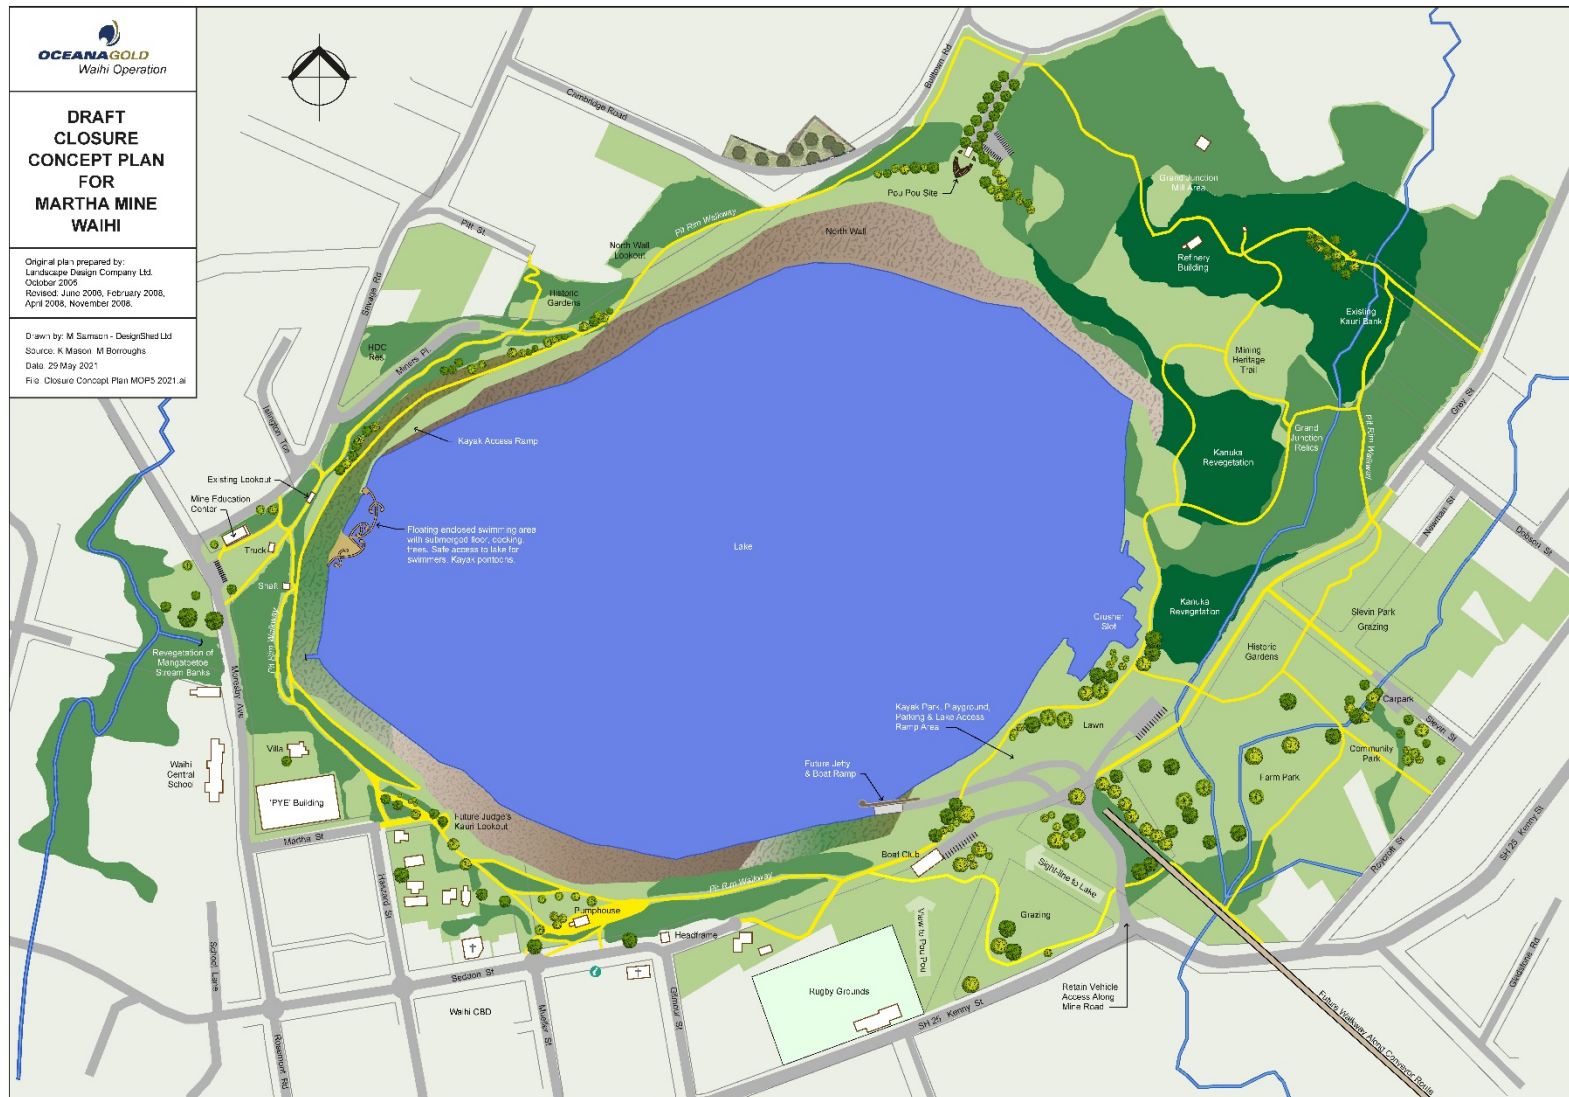 OCEANAGOLD
Waihi Operation
DRAFT
CLOSURE
CONCEPT PLAN
FOR
MARTHA MINE
WAIHI
Original plan prepared by:
Landscape Design Company Ltd.
October 2005
Revised: June 2006, February 2008,
April 2008, November 2008.
Drawn by: M Samson - DesignShed Ltd
Source: K Mason, M Borroughs
Date: 29 May 2021
File: Closure Concept Plan MOP5 2021.ai
Bulltown Rd
Cambridge Road
Pou Pou Site
Grand Junction
Mill Area
Pitt St.
Pit Rim Walkway
North Wall
North Wall
Lookout
Refinery
Building
Savage Rd
Historic
Gardens
Existing
Kauri Bank
HDC
Res.
Miners Pl.
Mining
Heritage
Trail
Islington Tce
Grey St
Kayak Access Ramp
Grand
Junction
Relics
Pit Rim Walkway
Kanuka
Revegetation
Existing Lookout
Mine Education
Center
Newman St
Dobson St
Floating enclosed swimming area
with submerged floor, decking,
trees. Safe access to lake for
swimmers. Kayak pontoons.
Truck
Lake
Shaft
Kanuka
Revegetation
Crusher
Slot
Slevin Park
Grazing
Pit Rim Walkway
Historic
Gardens
Revegetation of
Mangatoetoe
Stream Banks
Moresby Ave
Carpark
Slevin St
Kayak Park, Playground,
Parking & Lake Access
Ramp Area
Lawn
Villa
Waihi
Central
School
Community
Park
Future Jetty
& Boat Ramp
Farm Park
'PYE' Building
Future Judge's
Kauri Lookout
Martha St
Boat Club
Roycroft St
SH 25 Kenny St
Sight-line to Lake
Pit Rim Walkway
Haszard St
Pumphouse
Grazing
View to Pou Pou
Headframe
School Lane
Seddon St
Gladstone Rd
Rugby Grounds
Retain Vehicle
Access Along
Mine Road
Waihi CBD
Mueller St
Gilmour St
SH 25 Kenny St
Rosemont Rd
Future Walkway Along Conveyor Route